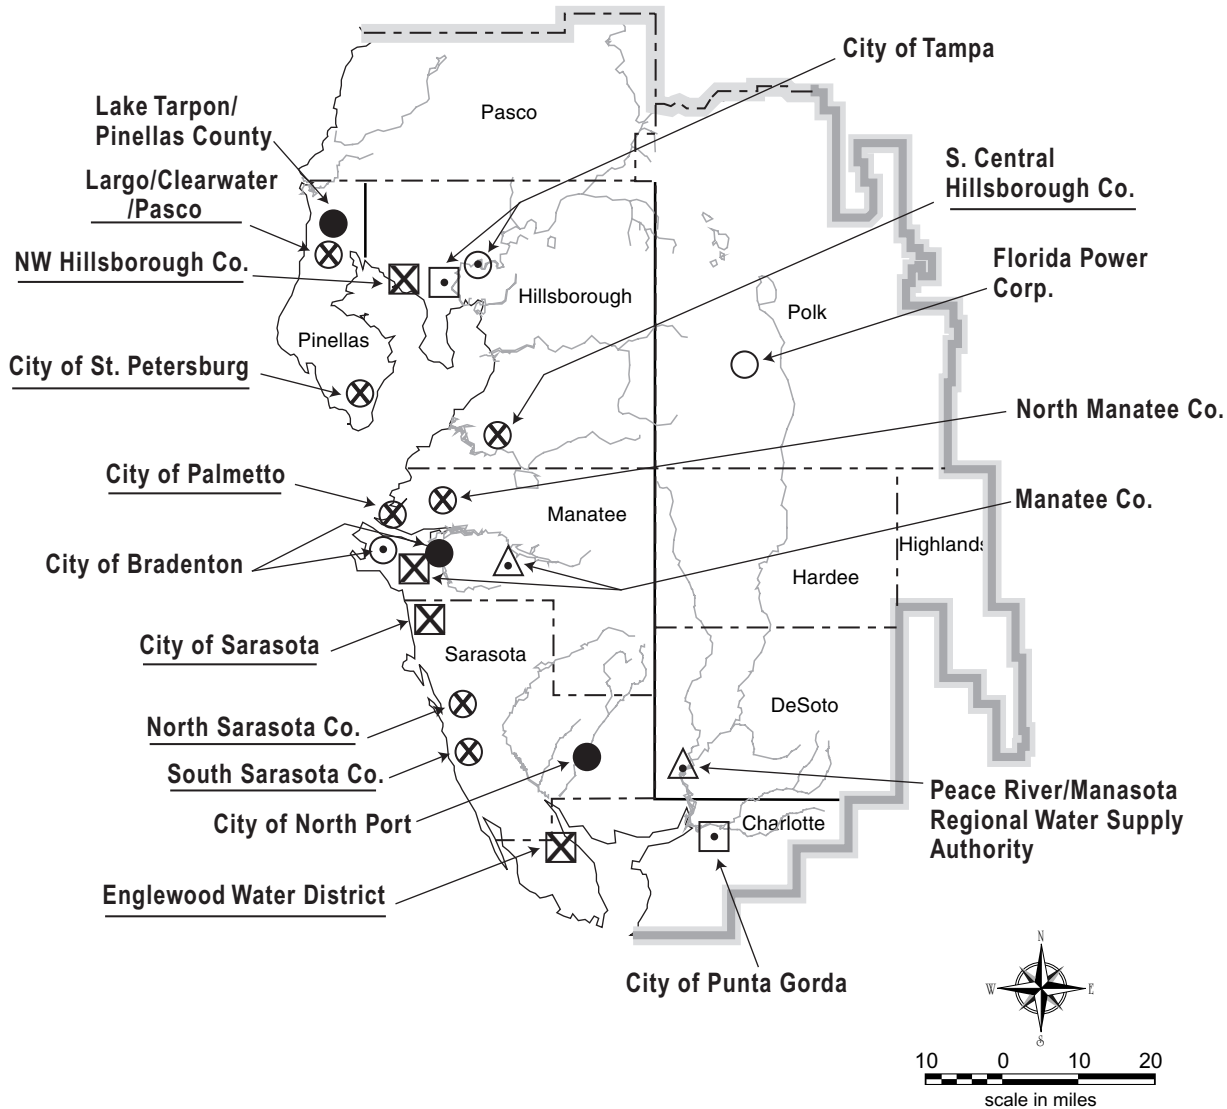 City of Tampa
Lake Tarpon/
Pinellas County
Pasco
S. Central
Hillsborough Co.
Largo/Clearwater
/Pasco
NW Hillsborough Co.
Florida Power
Corp.
Hillsborough
Polk
Pinellas
City of St. Petersburg
North Manatee Co.
City of Palmetto
Manatee Co.
Manatee
Highlands
City of Bradenton
Hardee
City of Sarasota
Sarasota
DeSoto
North Sarasota Co.
South Sarasota Co.
Peace River/Manasota
Regional Water Supply
Authority
City of North Port
Charlotte
Englewood Water District
City of Punta Gorda
N
W
E
S
10 0 10 20
scale in miles